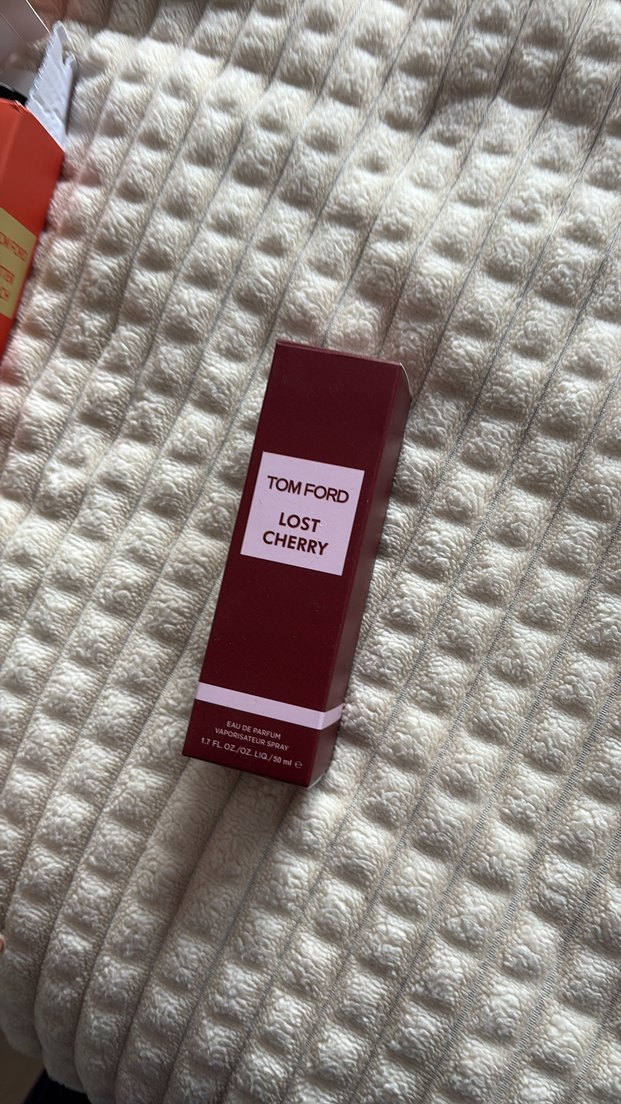 TOM FORD
LOST
CHERRY
EAU DE PARFUM
VAPORISATEUR SPRAY
1.7 FL.OZ./OZ. LIQ./50 ml ℮